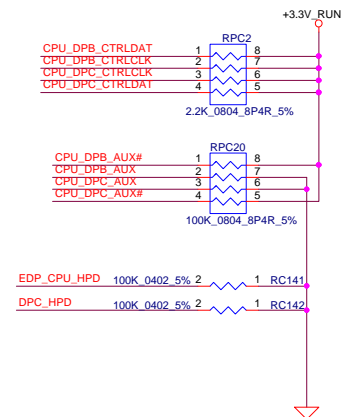 +3.3V_RUN
RPC2
CPU_DPB_CTRLDAT 1 8
CPU_DPB_CTRLCLK 2 7
CPU_DPC_CTRLCLK 3 6
CPU_DPC_CTRLDAT 4 5
2.2K_0804_8P4R_5%
RPC20
CPU_DPB_AUX# 1 8
CPU_DPB_AUX 2 7
CPU_DPC_AUX 3 6
CPU_DPC_AUX# 4 5
100K_0804_8P4R_5%
EDP_CPU_HPD 100K_0402_5% 2 1 RC141
DPC_HPD 100K_0402_5% 2 1 RC142